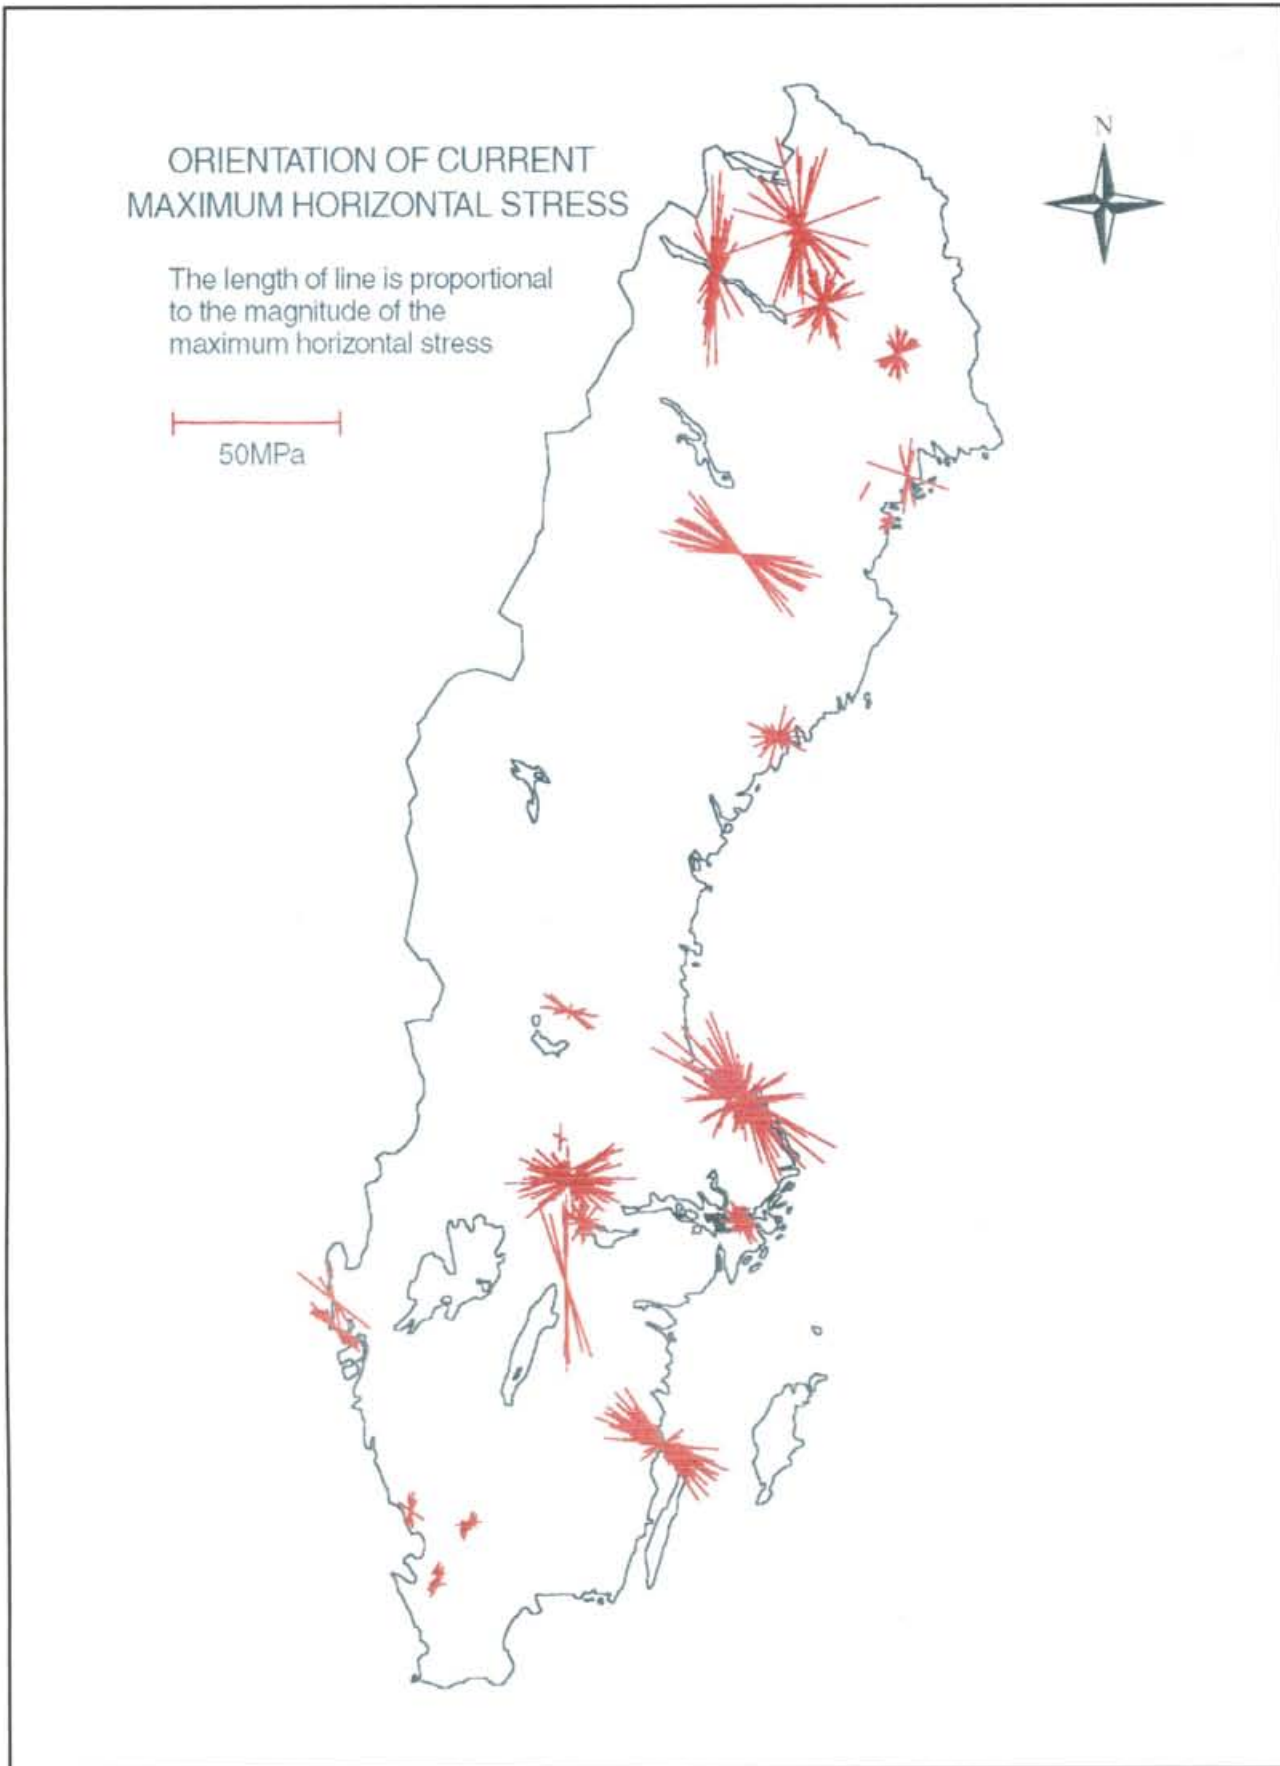 ORIENTATION OF CURRENT
MAXIMUM HORIZONTAL STRESS
N
The length of line is proportional
to the magnitude of the
maximum horizontal stress
50MPa